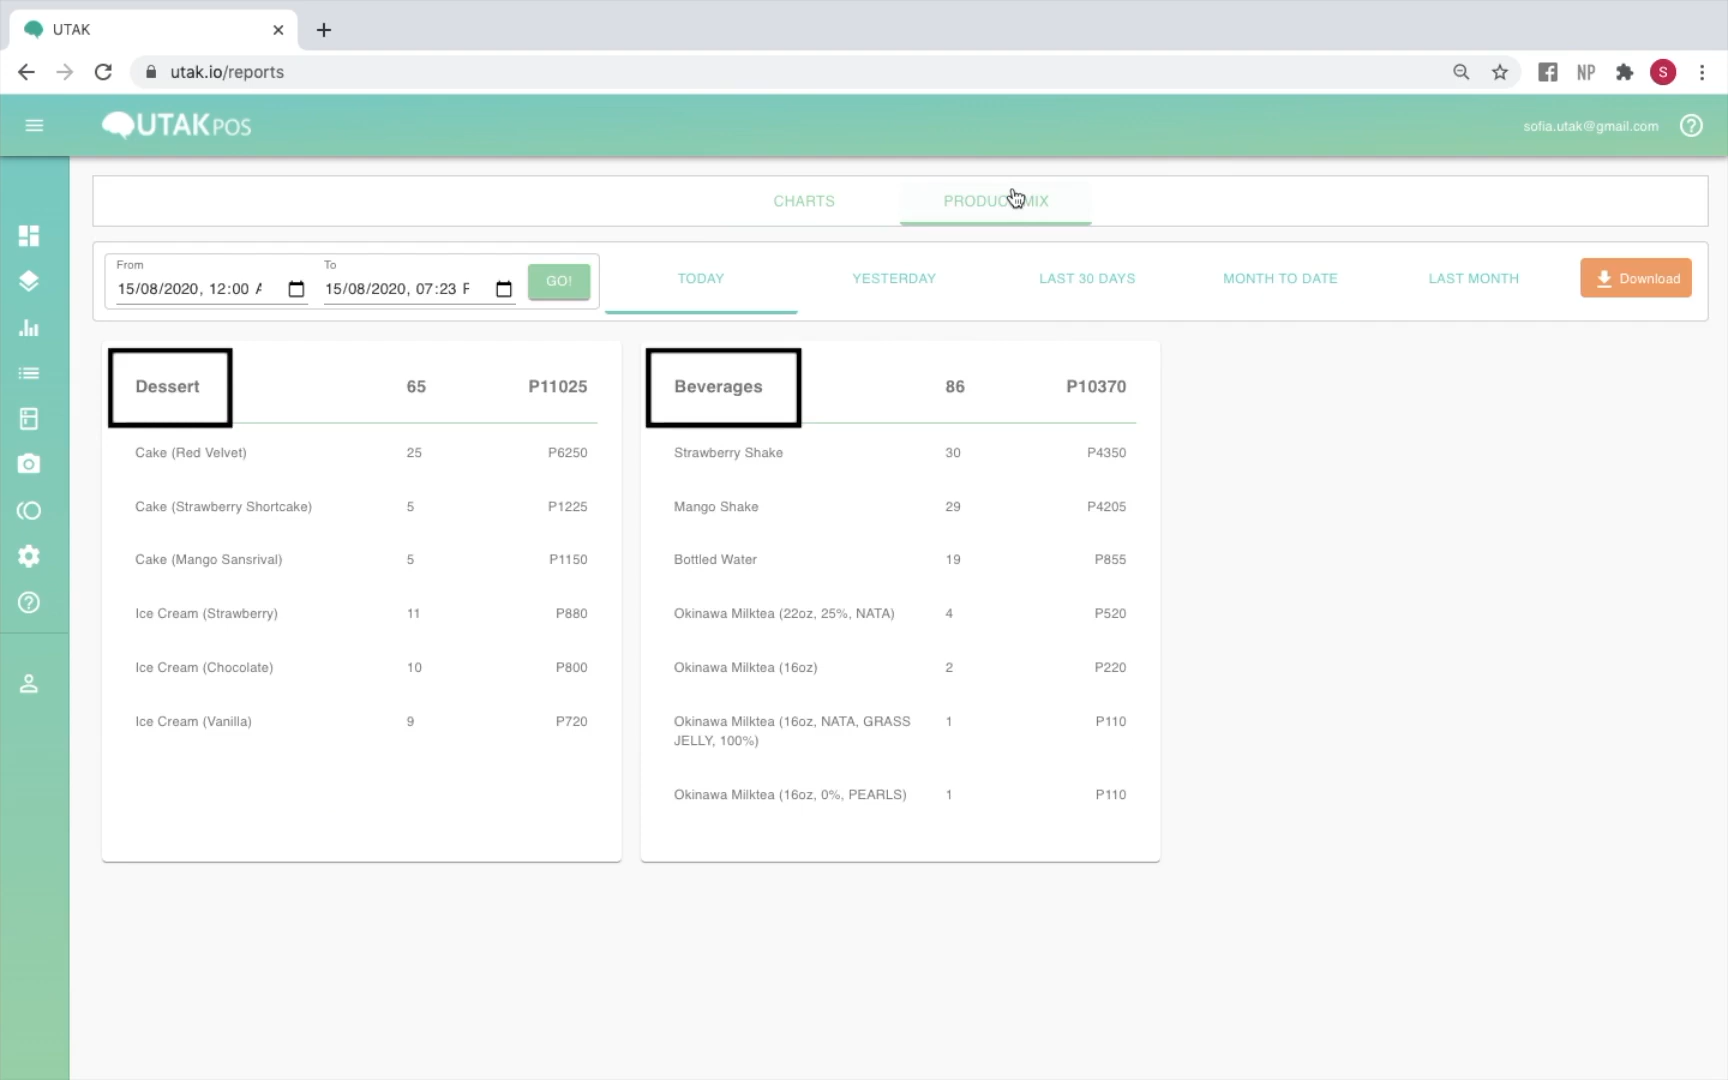 UTAK
utak.io/reports
NP
S
UTAKPOS
sofia.utak@gmail.com
CHARTS
PRODUCT MIX
From
15/08/2020, 12:00
To
15/08/2020, 07:23 F
GO!
TODAY
YESTERDAY
LAST 30 DAYS
MONTH TO DATE
LAST MONTH
Download
Dessert 65 P11025
Cake (Red Velvet) 25 P6250
Cake (Strawberry Shortcake) 5 P1225
Cake (Mango Sansrival) 5 P1150
Ice Cream (Strawberry) 11 P880
Ice Cream (Chocolate) 10 P800
Ice Cream (Vanilla) 9 P720
Beverages 86 P10370
Strawberry Shake 30 P4350
Mango Shake 29 P4205
Bottled Water 19 P855
Okinawa Milktea (22oz, 25%, NATA) 4 P520
Okinawa Milktea (16oz) 2 P220
Okinawa Milktea (16oz, NATA, GRASS 1 P110
JELLY, 100%)
Okinawa Milktea (16oz, 0%, PEARLS) 1 P110